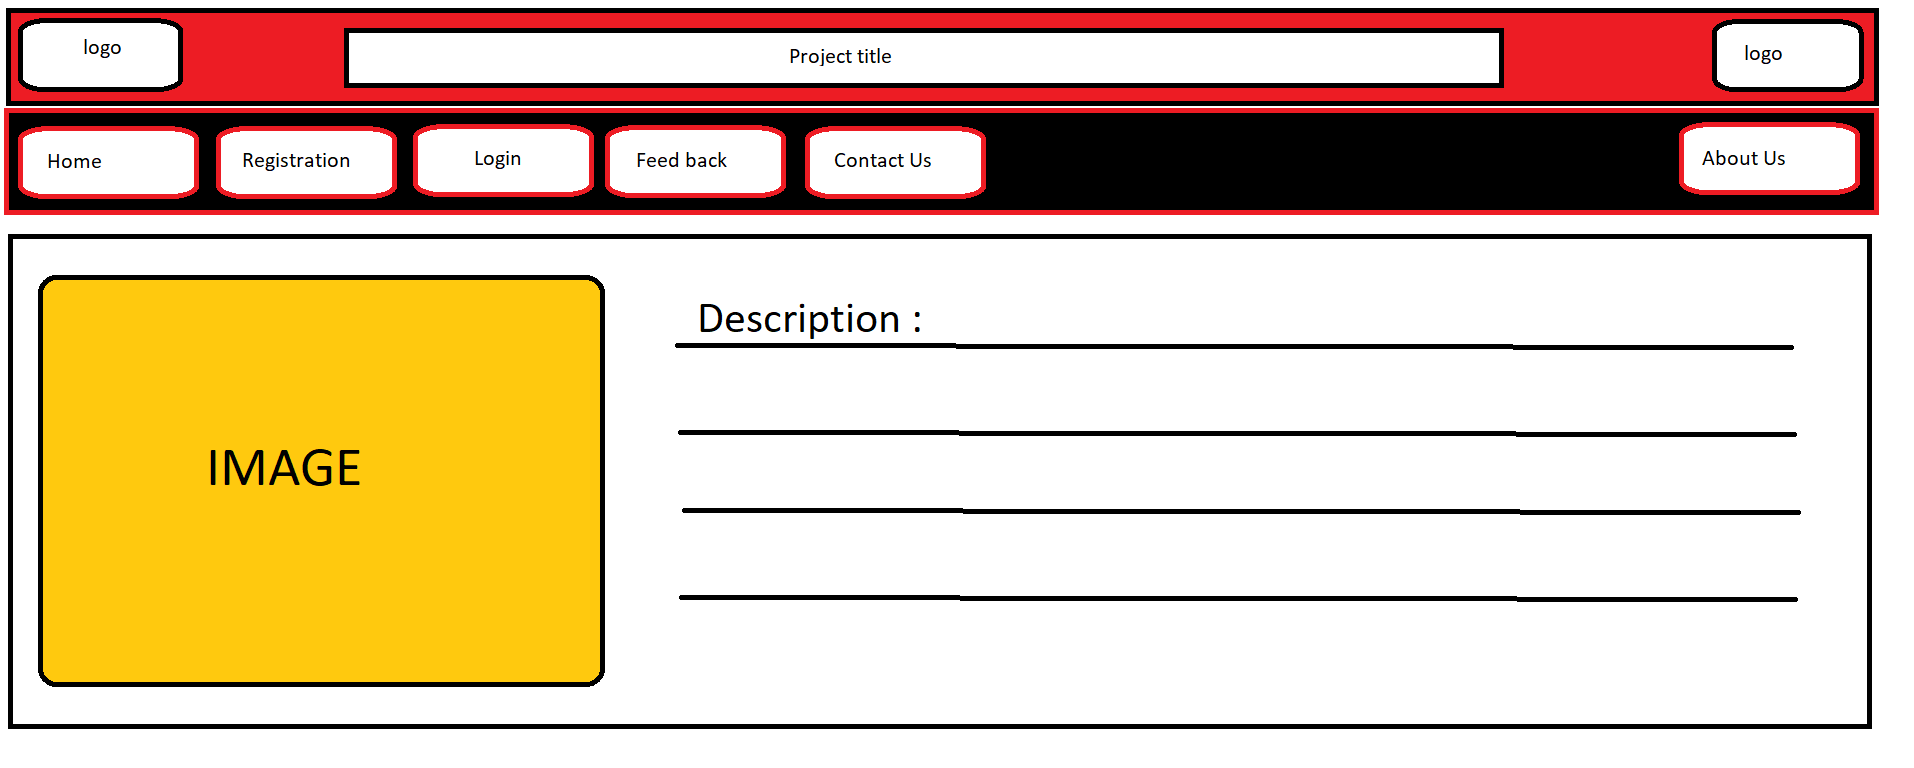 logo
Project title
logo
Home
Registration
Login
Feed back
Contact Us
About Us
Description :
IMAGE